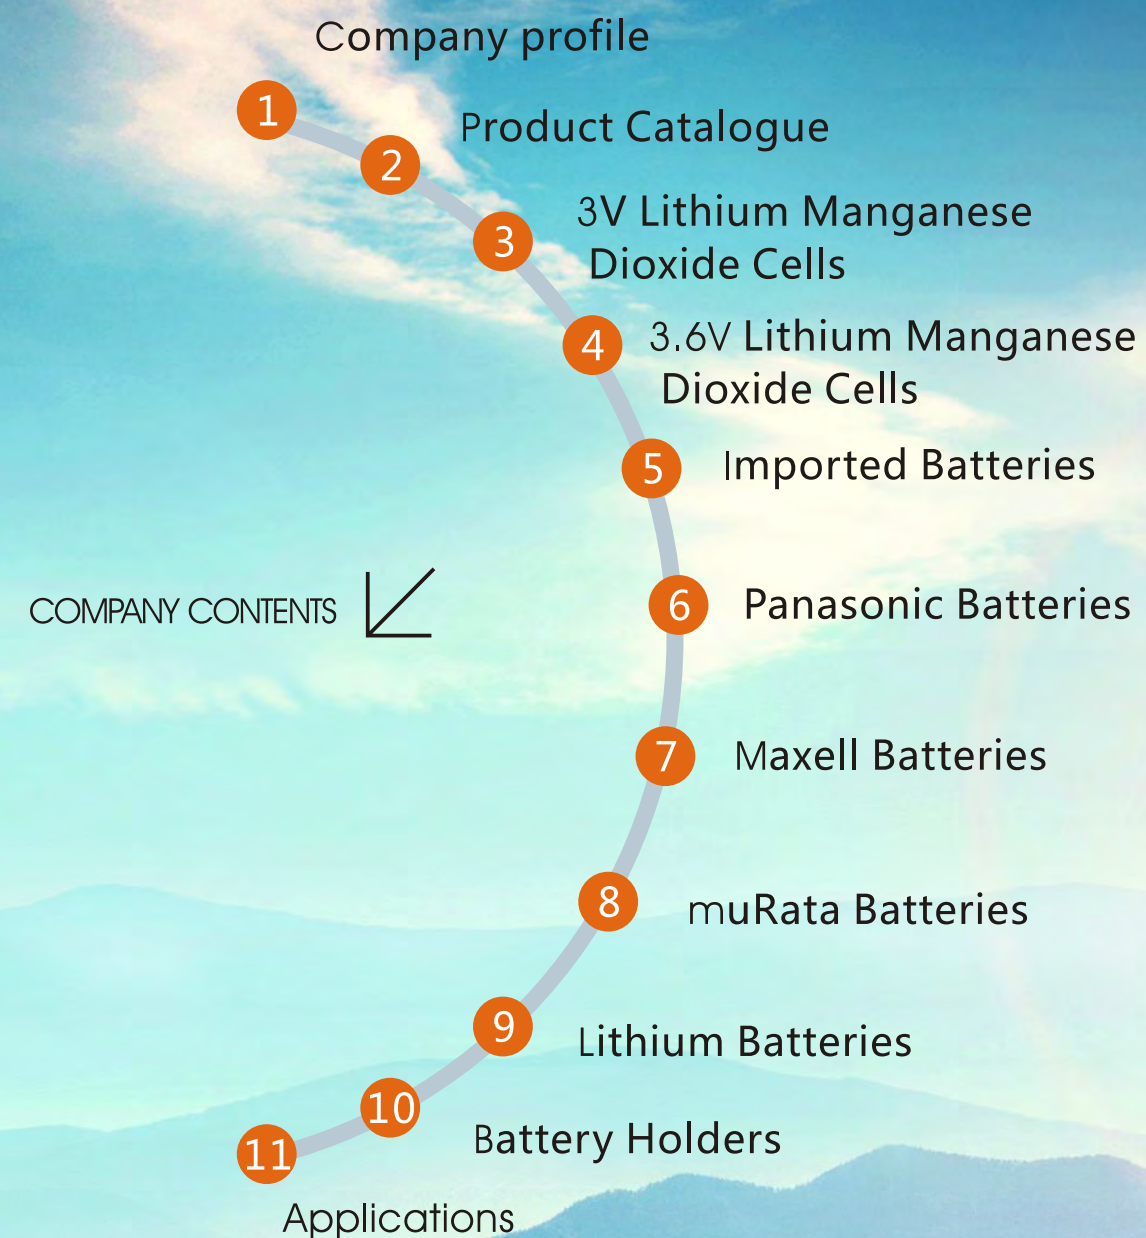 Company profile
1
2
Product Catalogue
3
3V Lithium Manganese
Dioxide Cells
4
3.6V Lithium Manganese
Dioxide Cells
5
Imported Batteries
COMPANY CONTENTS
6
Panasonic Batteries
7
Maxell Batteries
8
muRata Batteries
9
Lithium Batteries
10
Battery Holders
11
Applications